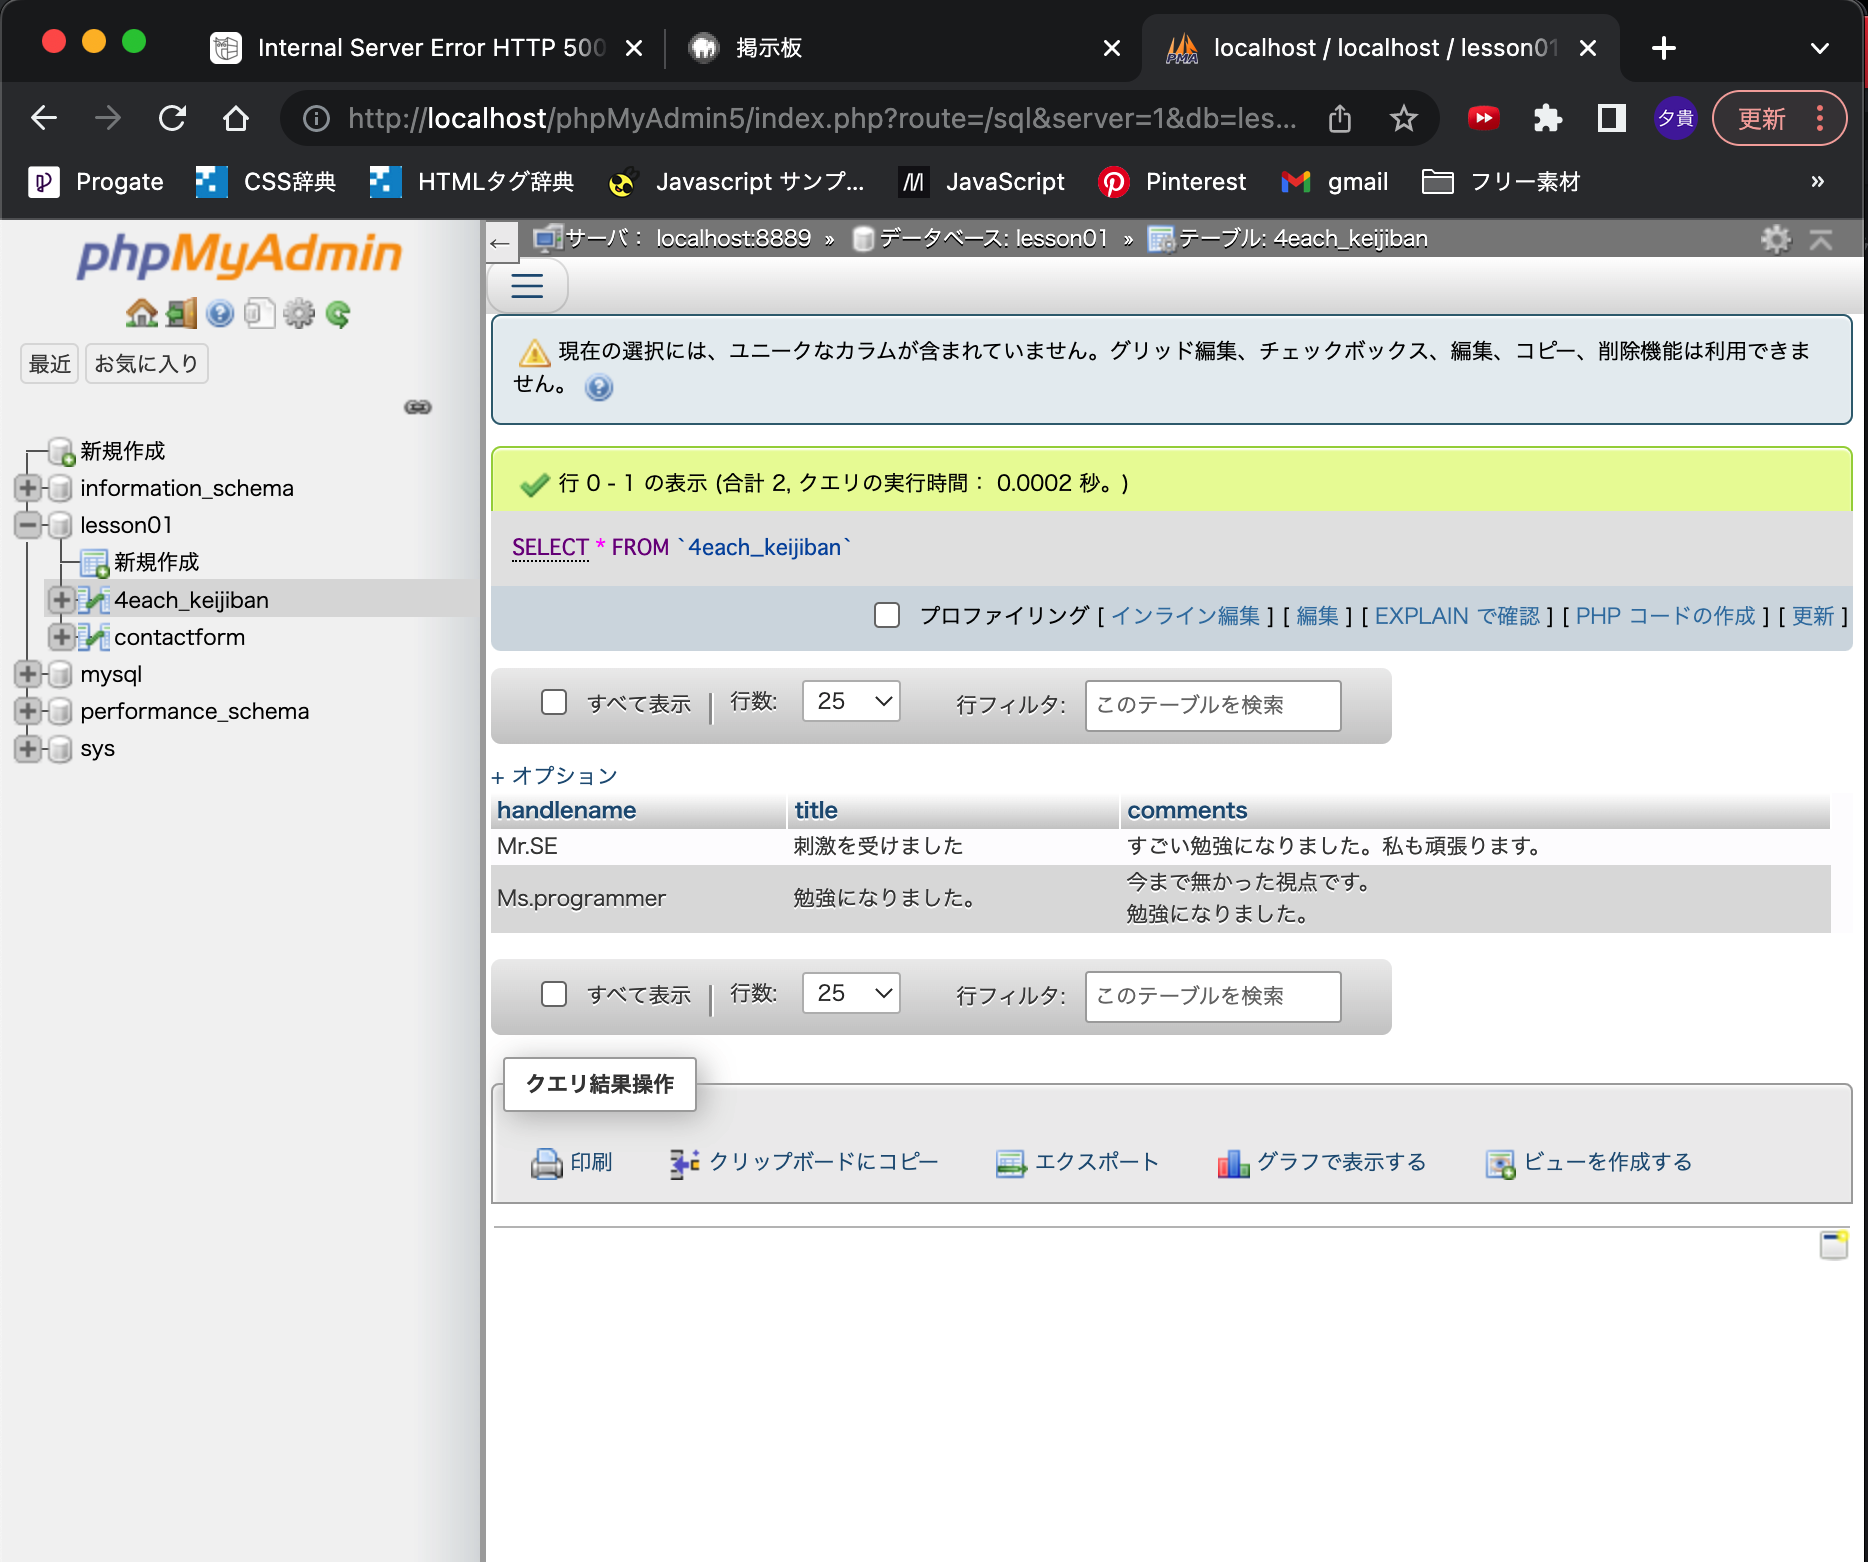 Internal Server Error HTTP 500
掲示板
localhost / localhost / lesson01
http://localhost/phpMyAdmin5/index.php?route=/sql&server=1&db=les...
夕貴
更新
Progate
CSS辞典
HTMLタグ辞典
Javascript サンプ...
JavaScript
Pinterest
gmail
フリー素材
»
phpMyAdmin
最近
お気に入り
新規作成
information_schema
lesson01
新規作成
4each_keijiban
contactform
mysql
performance_schema
sys
サーバ： localhost:8889 » データベース: lesson01 » テーブル: 4each_keijiban
現在の選択には、ユニークなカラムが含まれていません。グリッド編集、チェックボックス、編集、コピー、削除機能は利用できま
せん。
行 0 - 1 の表示 (合計 2, クエリの実行時間： 0.0002 秒。)
SELECT * FROM `4each_keijiban`
プロファイリング [ インライン編集 ] [ 編集 ] [ EXPLAIN で確認 ] [ PHP コードの作成 ] [ 更新 ]
すべて表示 | 行数: 25 行フィルタ: このテーブルを検索
+ オプション
handlename title comments
Mr.SE 刺激を受けました すごい勉強になりました。私も頑張ります。
Ms.programmer 勉強になりました。 今まで無かった視点です。
勉強になりました。
すべて表示 | 行数: 25 行フィルタ: このテーブルを検索
クエリ結果操作
印刷 クリップボードにコピー エクスポート グラフで表示する ビューを作成する